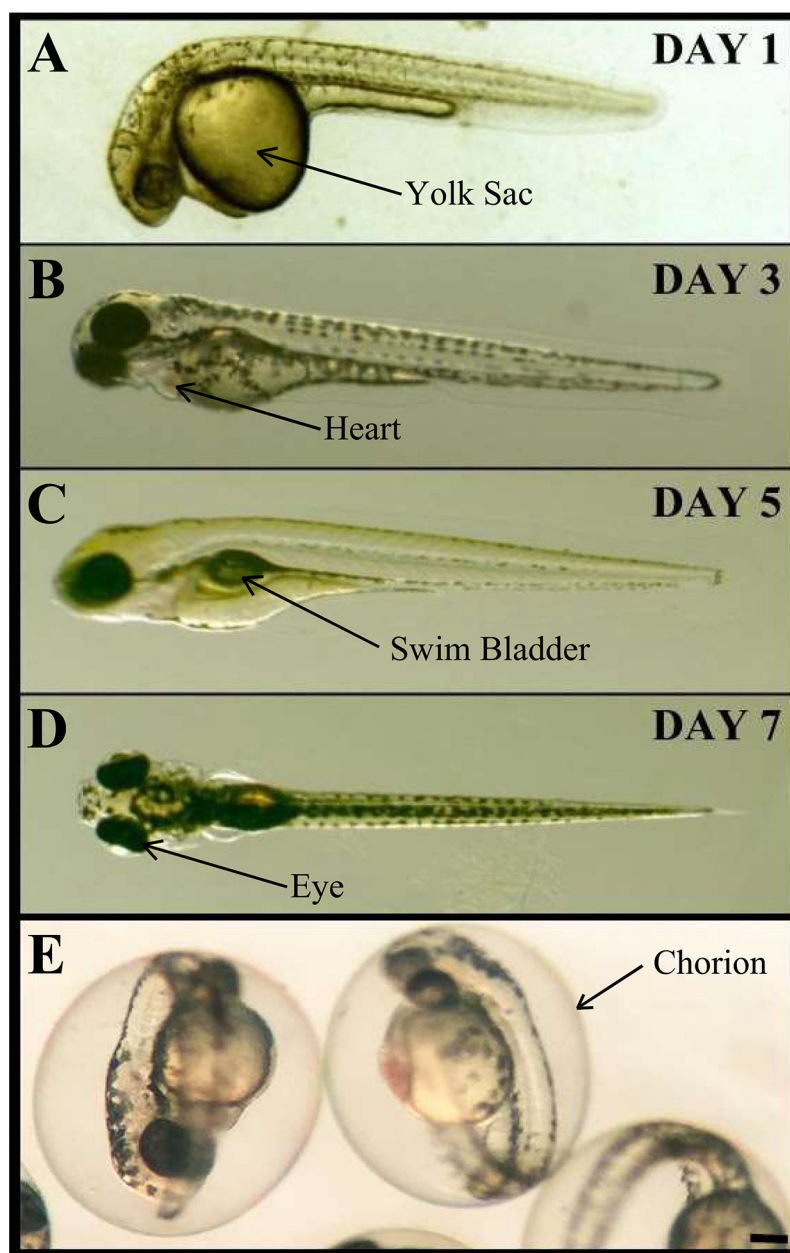 A
DAY 1
Yolk Sac
B
DAY 3
Heart
C
DAY 5
Swim Bladder
D
DAY 7
Eye
E
Chorion